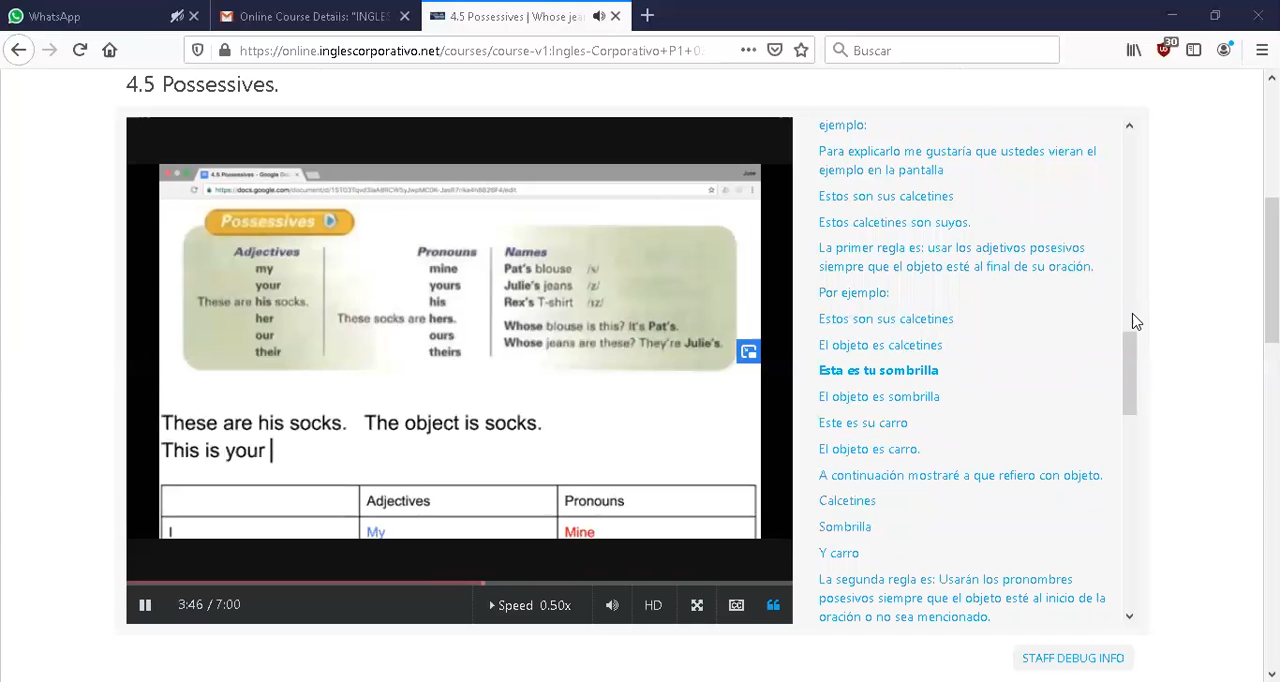 WhatsApp
Online Course Details: "INGLES
4.5 Possessives | Whose jea
https://online.inglescorporativo.net/courses/course-v1:Ingles-Corporativo+P1+0
Buscar
30
4.5 Possessives.
4.5 Possessives - Google Do
June
Possessives
Adjectives
my
your
These are his socks.
her
our
their
Pronouns
mine
yours
his
These socks are hers.
ours
theirs
Names
Pat's blouse /s/
Julie's jeans /z/
Rex's T-shirt /ɪz/
Whose blouse is this? It's Pat's.
Whose jeans are these? They're Julie's.
These are his socks. The object is socks.
This is your
Adjectives Pronouns
I My Mine
3:46 / 7:00
Speed 0.50x
HD
ejemplo:
Para explicarlo me gustaría que ustedes vieran el
ejemplo en la pantalla
Estos son sus calcetines
Estos calcetines son suyos.
La primer regla es: usar los adjetivos posesivos
siempre que el objeto esté al final de su oración.
Por ejemplo:
Estos son sus calcetines
El objeto es calcetines
Esta es tu sombrilla
El objeto es sombrilla
Este es su carro
El objeto es carro.
A continuación mostraré a que refiero con objeto.
Calcetines
Sombrilla
Y carro
La segunda regla es: Usarán los pronombres
posesivos siempre que el objeto esté al inicio de la
oración o no sea mencionado.
STAFF DEBUG INFO